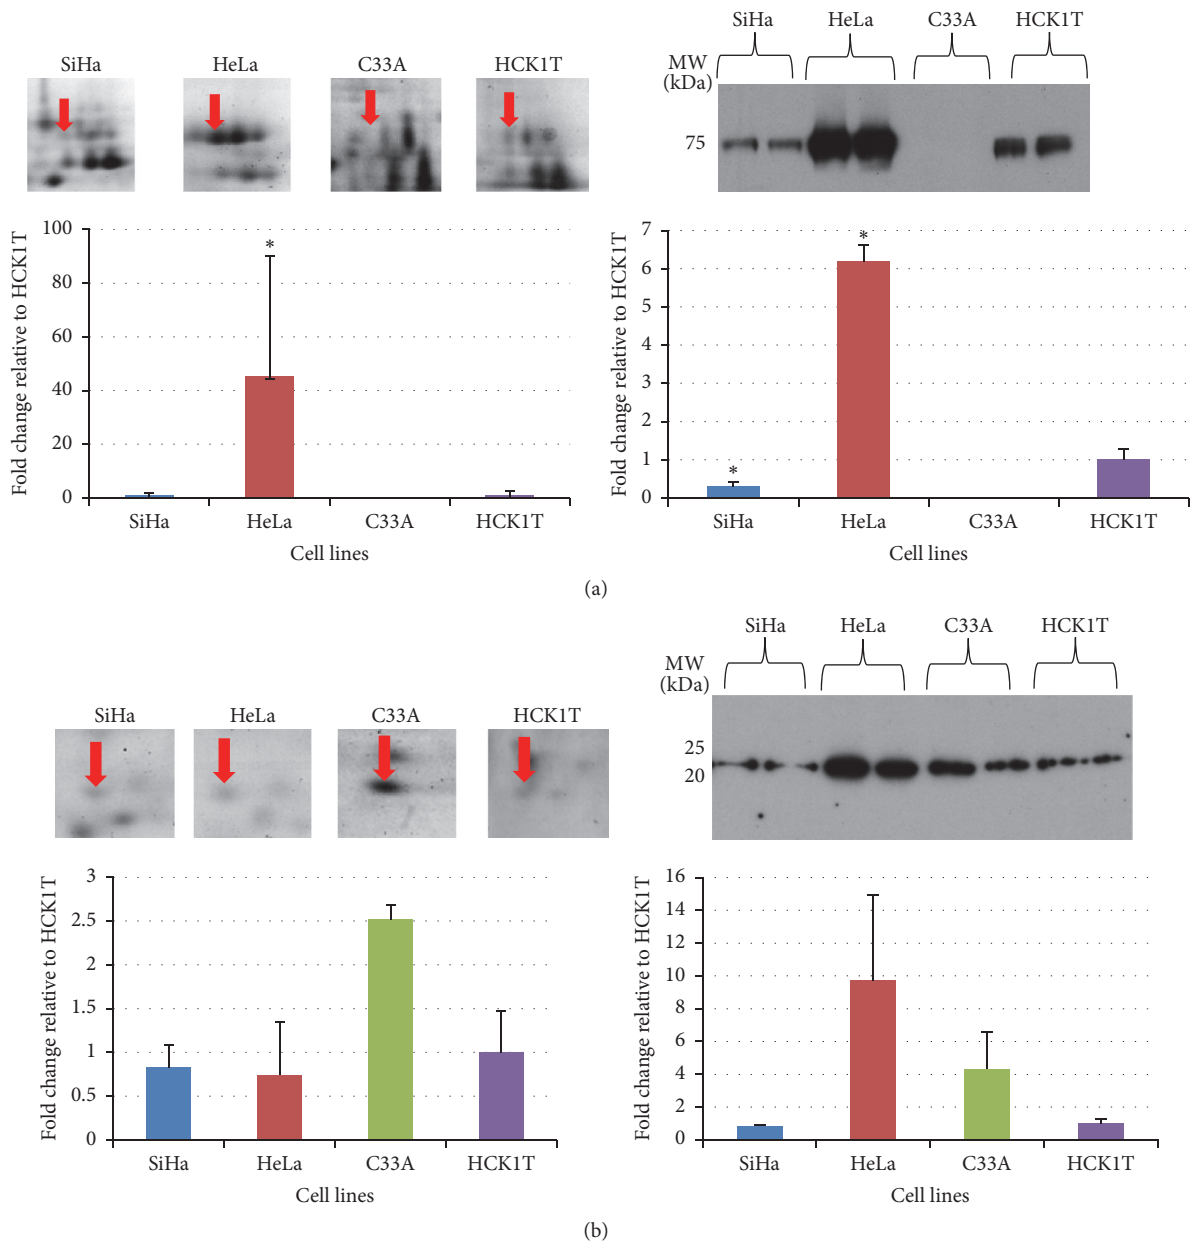 SiHa HeLa C33A HCK1T
SiHa HeLa C33A HCK1T
MW
(kDa)
75
Fold change relative to HCK1T
100
80
60
40
20
0
*
SiHa HeLa C33A HCK1T
Cell lines
Fold change relative to HCK1T
7
6
5
4
3
2
1
0
*
*
SiHa HeLa C33A HCK1T
Cell lines
(a)
SiHa HeLa C33A HCK1T
SiHa HeLa C33A HCK1T
MW
(kDa)
25
20
Fold change relative to HCK1T
3
2.5
2
1.5
1
0.5
0
SiHa HeLa C33A HCK1T
Cell lines
Fold change relative to HCK1T
16
14
12
10
8
6
4
2
0
SiHa HeLa C33A HCK1T
Cell lines
(b)